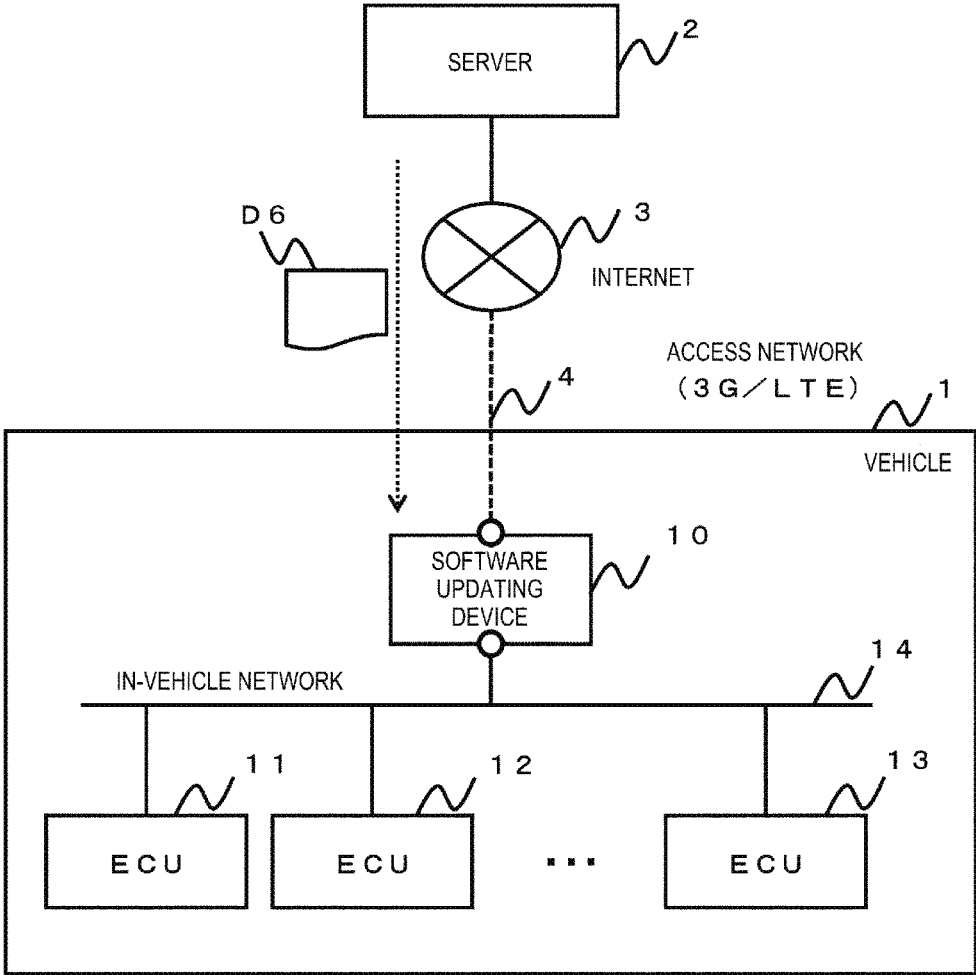 2
SERVER
D6
3
INTERNET
ACCESS NETWORK
(3G/LTE)
4
1
VEHICLE
10
SOFTWARE
UPDATING
DEVICE
14
IN-VEHICLE NETWORK
11
12
13
ECU
ECU
...
ECU